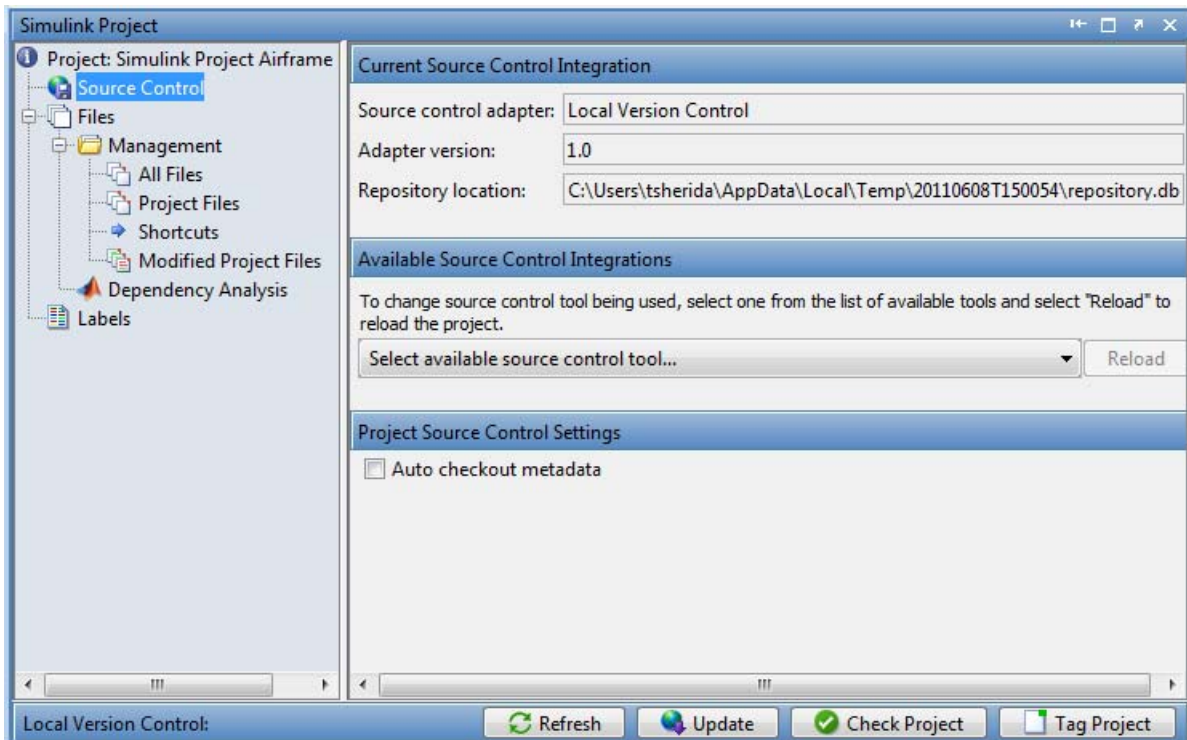 Simulink Project
Project: Simulink Project Airframe
Source Control
Files
Management
All Files
Project Files
Shortcuts
Modified Project Files
Dependency Analysis
Labels
Current Source Control Integration
Source control adapter: Local Version Control
Adapter version: 1.0
Repository location: C:\Users\tsherida\AppData\Local\Temp\20110608T150054\repository.db
Available Source Control Integrations
To change source control tool being used, select one from the list of available tools and select "Reload" to
reload the project.
Select available source control tool... Reload
Project Source Control Settings
Auto checkout metadata
Local Version Control: Refresh Update Check Project Tag Project